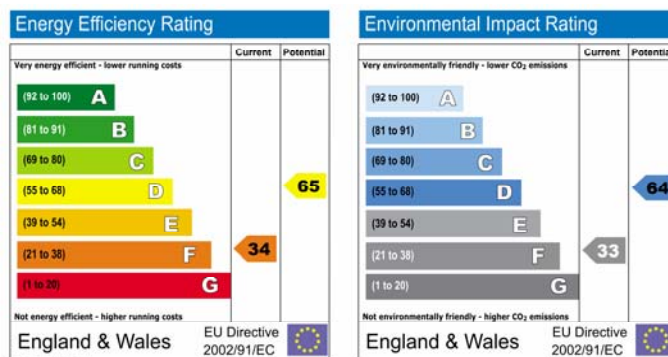 Energy Efficiency Rating
Current Potential
Very energy efficient - lower running costs
(92 to 100) A
(81 to 91) B
(69 to 80) C
(55 to 68) D
65
(39 to 54) E
(21 to 38) F
34
(1 to 20) G
Not energy efficient - higher running costs
England & Wales
EU Directive
2002/91/EC
Environmental Impact Rating
Current Potential
Very environmentally friendly - lower CO₂ emissions
(92 to 100) A
(81 to 91) B
(69 to 80) C
(55 to 68) D
64
(39 to 54) E
(21 to 38) F
33
(1 to 20) G
Not environmentally friendly - higher CO₂ emissions
England & Wales
EU Directive
2002/91/EC